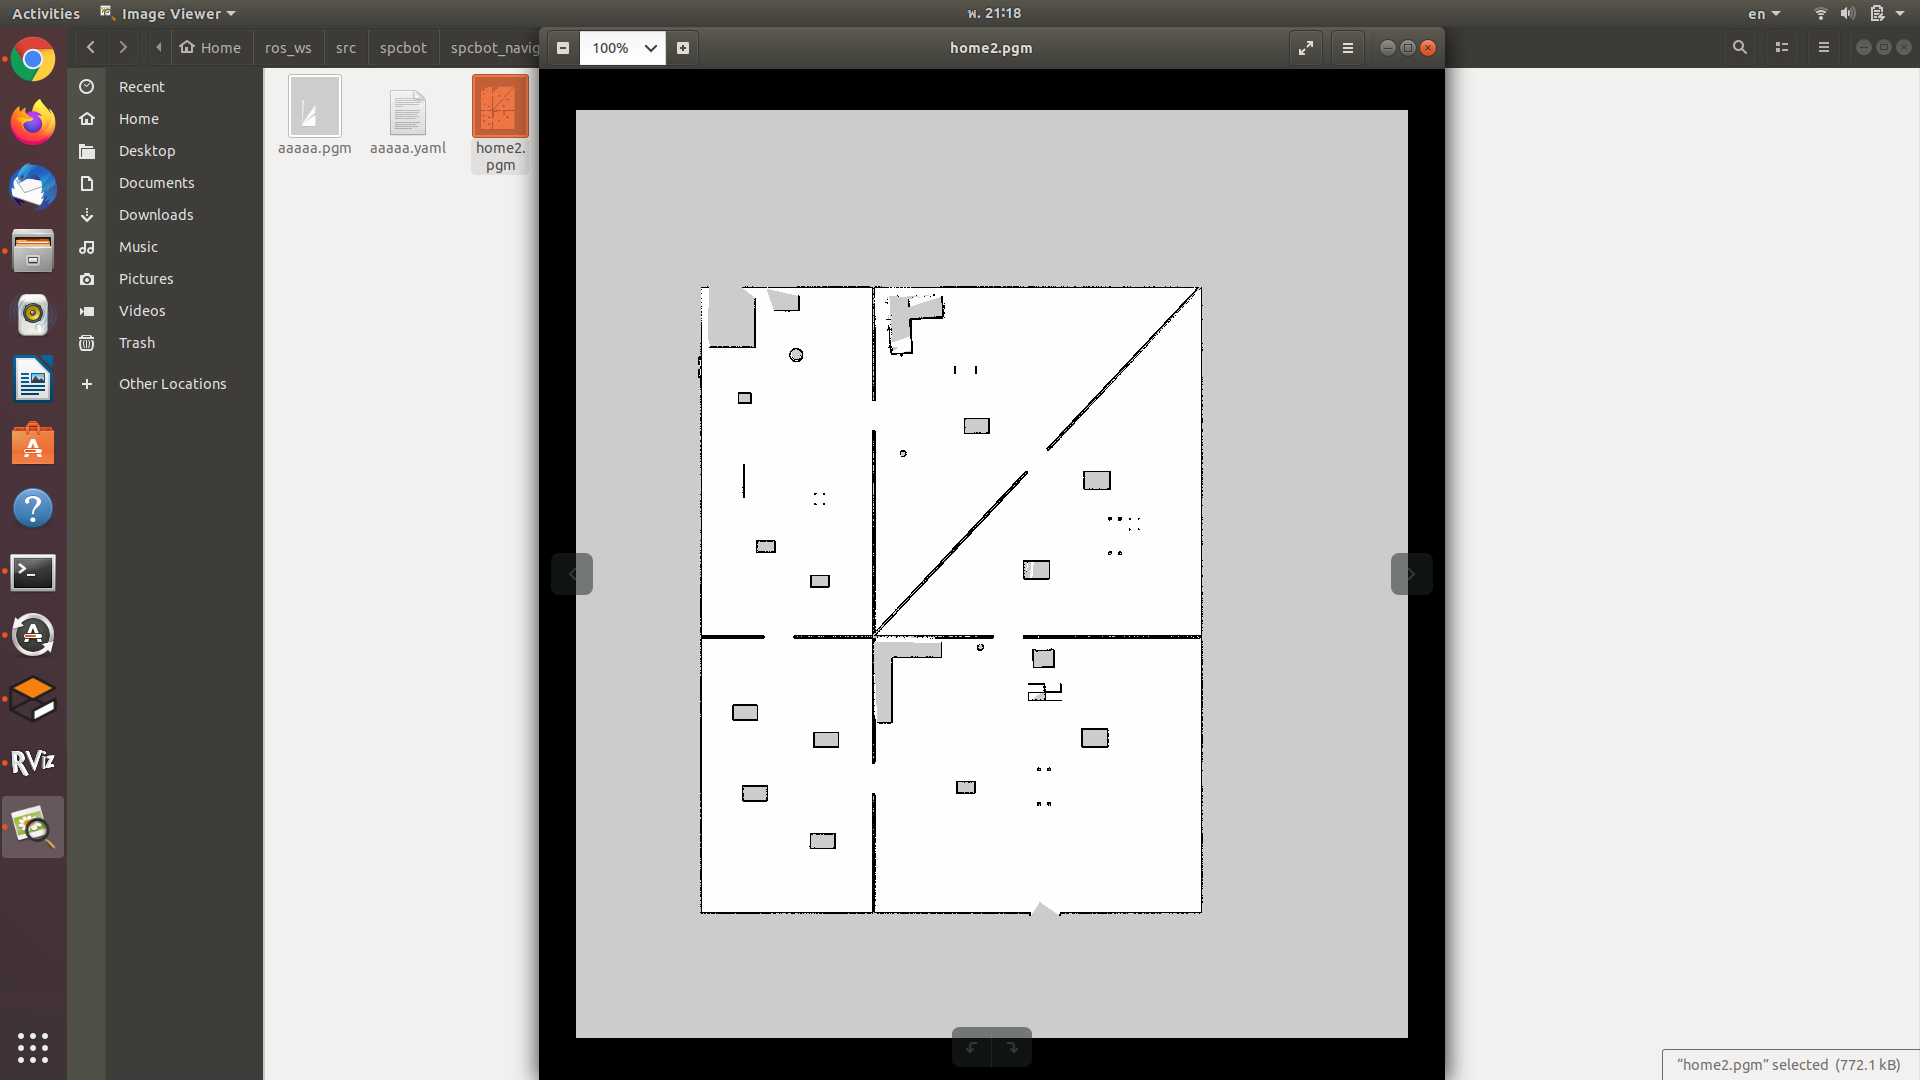 Activities Image Viewer พ. 21:18 en
Home ros_ws src spcbot spcbot_navig 100% home2.pgm
Recent
Home
Desktop
Documents
Downloads
Music
Pictures
Videos
Trash
Other Locations
aaaaa.pgm aaaaa.yaml home2.
pgm
RViz
“home2.pgm” selected (772.1 kB)